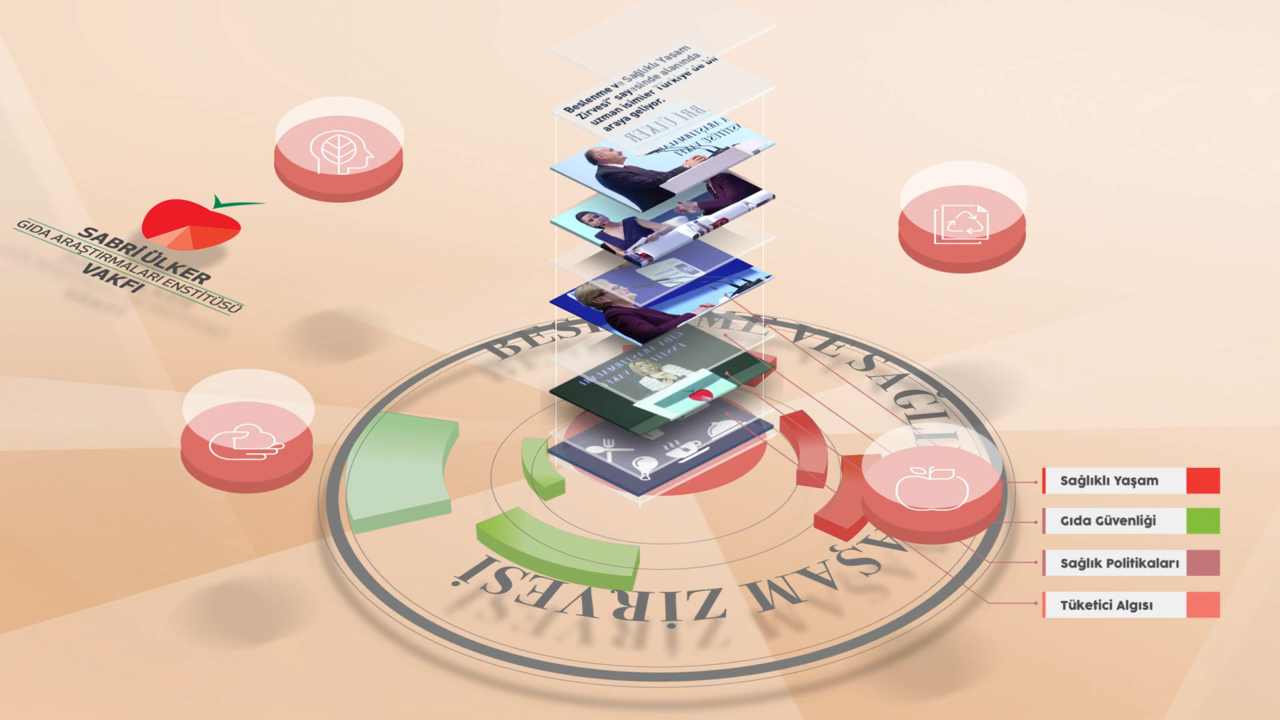 Beslenme ve Sağlıklı Yaşam
Zirvesi" sayesinde alanında
uzman isimler Türkiye'de bir
araya geliyor.
SABRİ ÜLKER
GIDA ARAŞTIRMALARI ENSTİTÜSÜ
VAKFI
BESLENME VE SAĞLI
AŞAM ZİRVESİ
Sağlıklı Yaşam
Gıda Güvenliği
Sağlık Politikaları
Tüketici Algısı